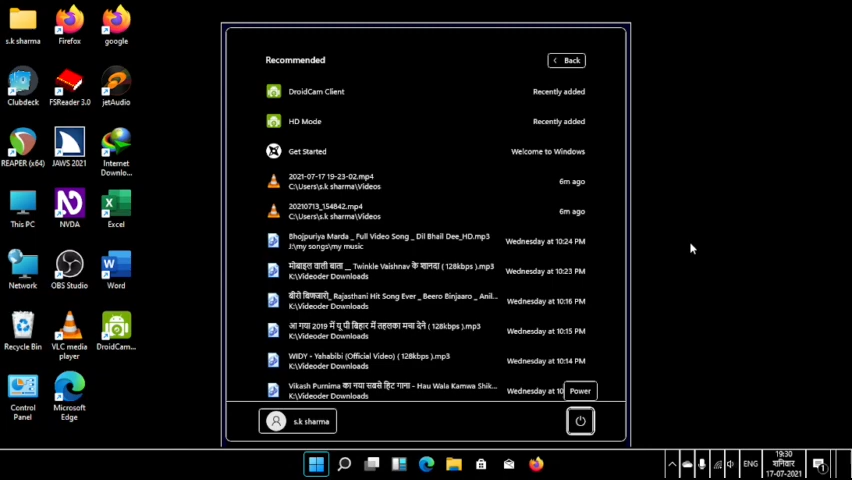 s.k sharma
Firefox
google
Clubdeck
FSReader 3.0
jetAudio
REAPER (x64)
JAWS 2021
Internet
Downlo...
This PC
NVDA
Excel
Network
OBS Studio
Word
Recycle Bin
VLC media
player
DroidCam...
Control
Panel
Microsoft
Edge
Recommended
Back
DroidCam Client
Recently added
HD Mode
Recently added
Get Started
Welcome to Windows
2021-07-17 19-23-02.mp4
C:\Users\s.k sharma\Videos
6m ago
20210713_154842.mp4
C:\Users\s.k sharma\Videos
6m ago
Bhojpuriya Marda _ Full Video Song _ Dil Bhail Dee_HD.mp3
J:\my songs\my music
Wednesday at 10:24 PM
मोबाइल वाली बाता __ Twinkle Vaishnav के शानदा ( 128kbps ).mp3
K:\Videoder Downloads
Wednesday at 10:23 PM
बीरो बिणजारो_ Rajasthani Hit Song Ever _ Beero Binjaaro _ Anil...
K:\Videoder Downloads
Wednesday at 10:16 PM
आ गया 2019 में यू पी बिहार में तहलका मचा देने ( 128kbps ).mp3
K:\Videoder Downloads
Wednesday at 10:15 PM
WIDY - Yahabibi (Official Video) ( 128kbps ).mp3
K:\Videoder Downloads
Wednesday at 10:14 PM
Vikash Purnima का नया सबसे हिट गाना - Hau Wala Kamwa Shik...
K:\Videoder Downloads
Wednesday at 10
Power
s.k sharma
ENG
19:30
शनिवार
17-07-2021
1